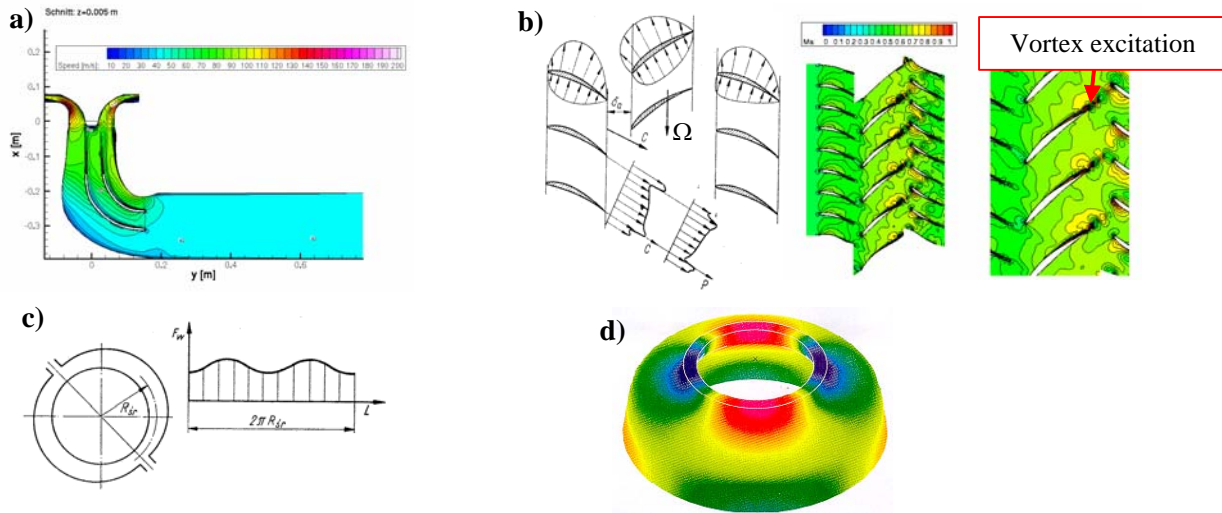 a)
Schnitt: z=0.005 m
Speed [m/s]: 10 20 30 40 50 60 70 80 90 100 110 120 130 140 150 160 170 180 190 200
0.2
0.1
0
-0.1
-0.2
-0.3
x [m]
0 0.2 0.4 0.6
y [m]
b)
δa
C
Ω
C
P
Ma
0 0.1 0.2 0.3 0.4 0.5 0.6 0.7 0.8 0.9 1
Vortex excitation
c)
Rśr
Fw
L
2π Rśr
d)